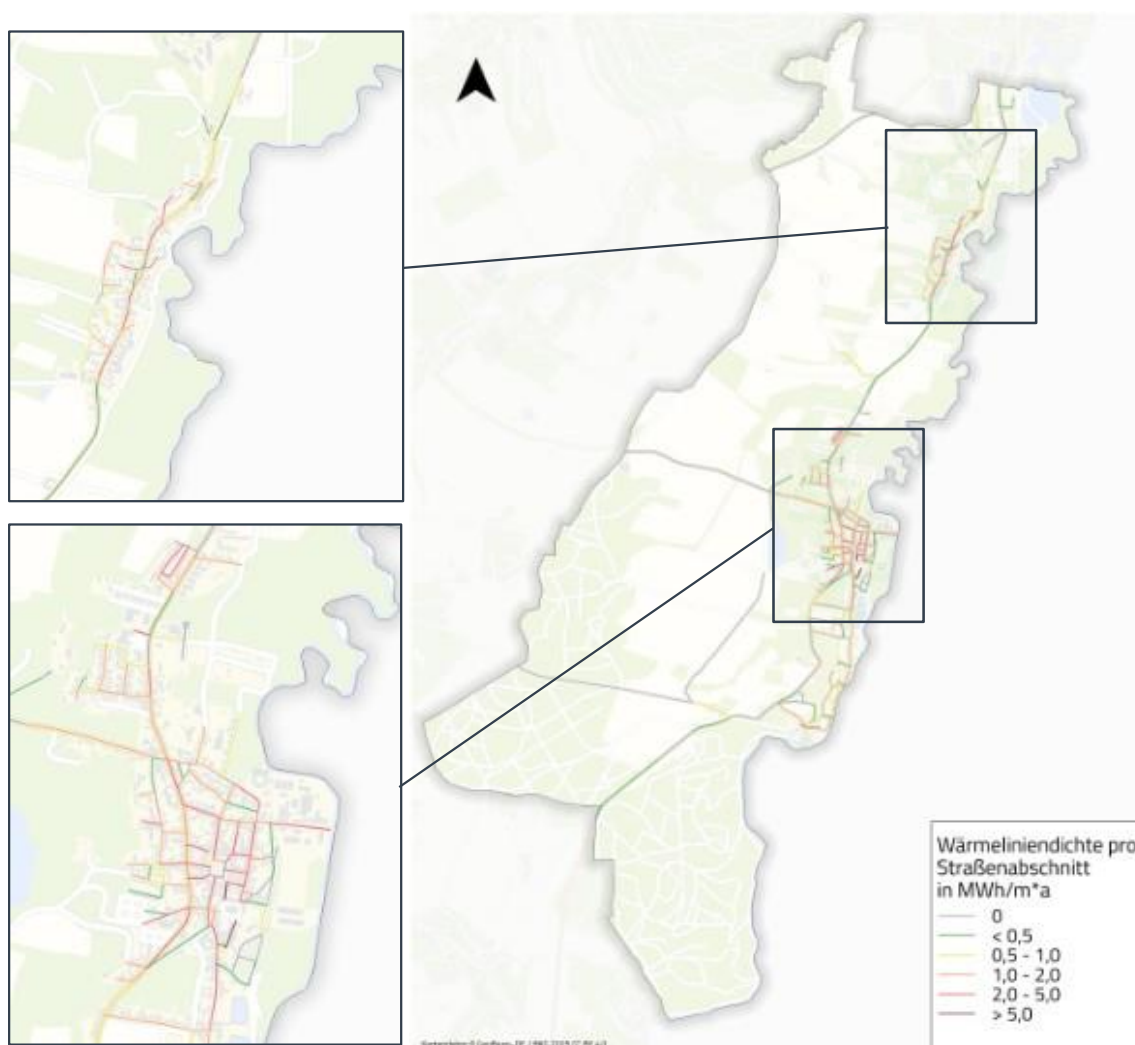 Wärmeliniendichte pro
Straßenabschnitt
in MWh/m*a
0
< 0,5
0,5 - 1,0
1,0 - 2,0
2,0 - 5,0
> 5,0